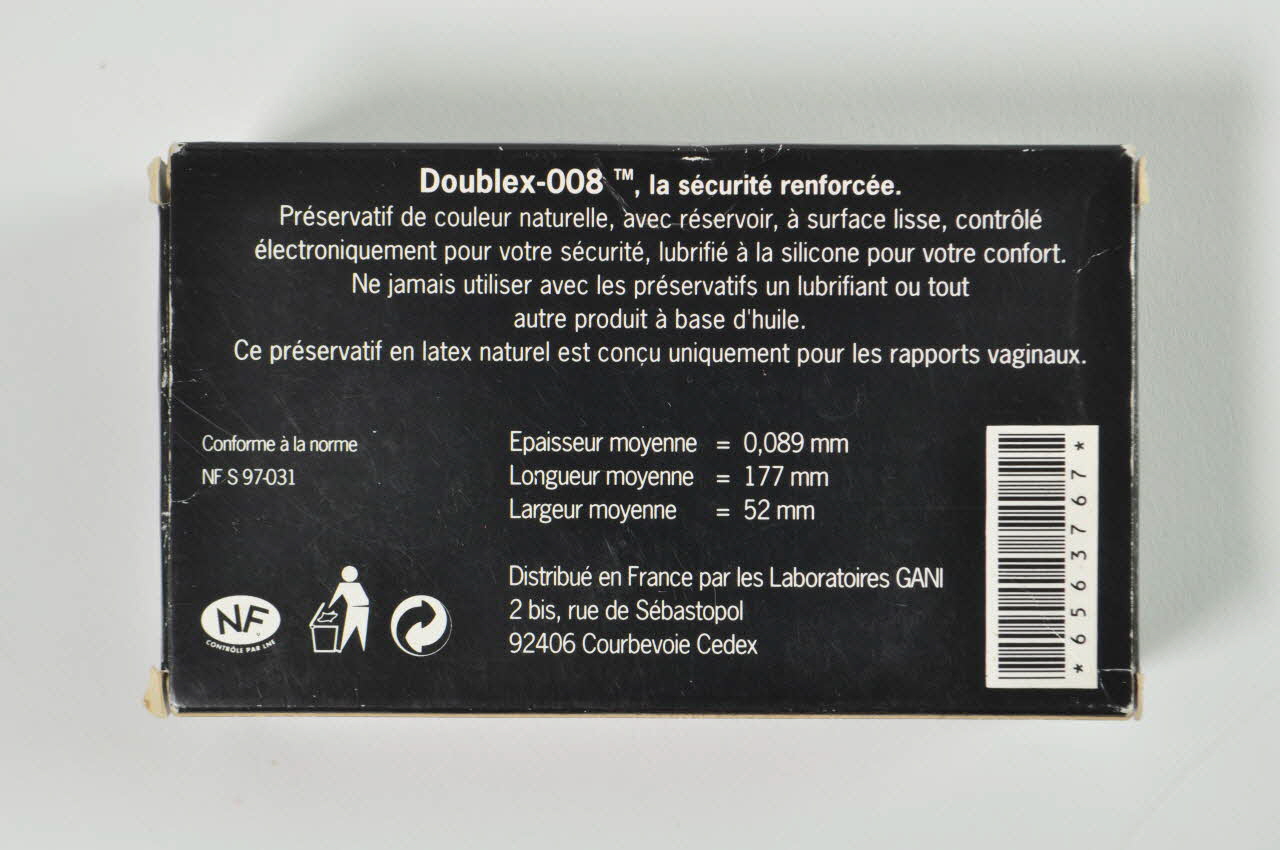 Doublex-008 ™, la sécurité renforcée.
Préservatif de couleur naturelle, avec réservoir, à surface lisse, contrôlé
électroniquement pour votre sécurité, lubrifié à la silicone pour votre confort.
Ne jamais utiliser avec les préservatifs un lubrifiant ou tout
autre produit à base d'huile.
Ce préservatif en latex naturel est conçu uniquement pour les rapports vaginaux.
Conforme à la norme
NF S 97-031
Epaisseur moyenne = 0,089 mm
Longueur moyenne = 177 mm
Largeur moyenne = 52 mm
Distribué en France par les Laboratoires GANI
2 bis, rue de Sébastopol
92406 Courbevoie Cedex
NF
CONTRÔLE PAR LNE
*6563767*